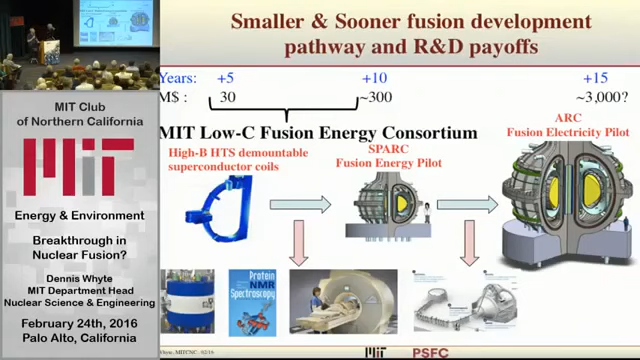 Smaller & Sooner fusion development
pathway and R&D payoffs
Years: +5 +10 +15
M$ : 30 ~300 ~3,000?
MIT Low-C Fusion Energy Consortium
High-B HTS demountable
superconductor coils
SPARC
Fusion Energy Pilot
ARC
Fusion Electricity Pilot
Protein
NMR
Spectroscopy
PSFC
MIT Club
of Northern California
MIT
Energy & Environment
Breakthrough in
Nuclear Fusion?
Dennis Whyte
MIT Department Head
Nuclear Science & Engineering
February 24th, 2016
Palo Alto, California